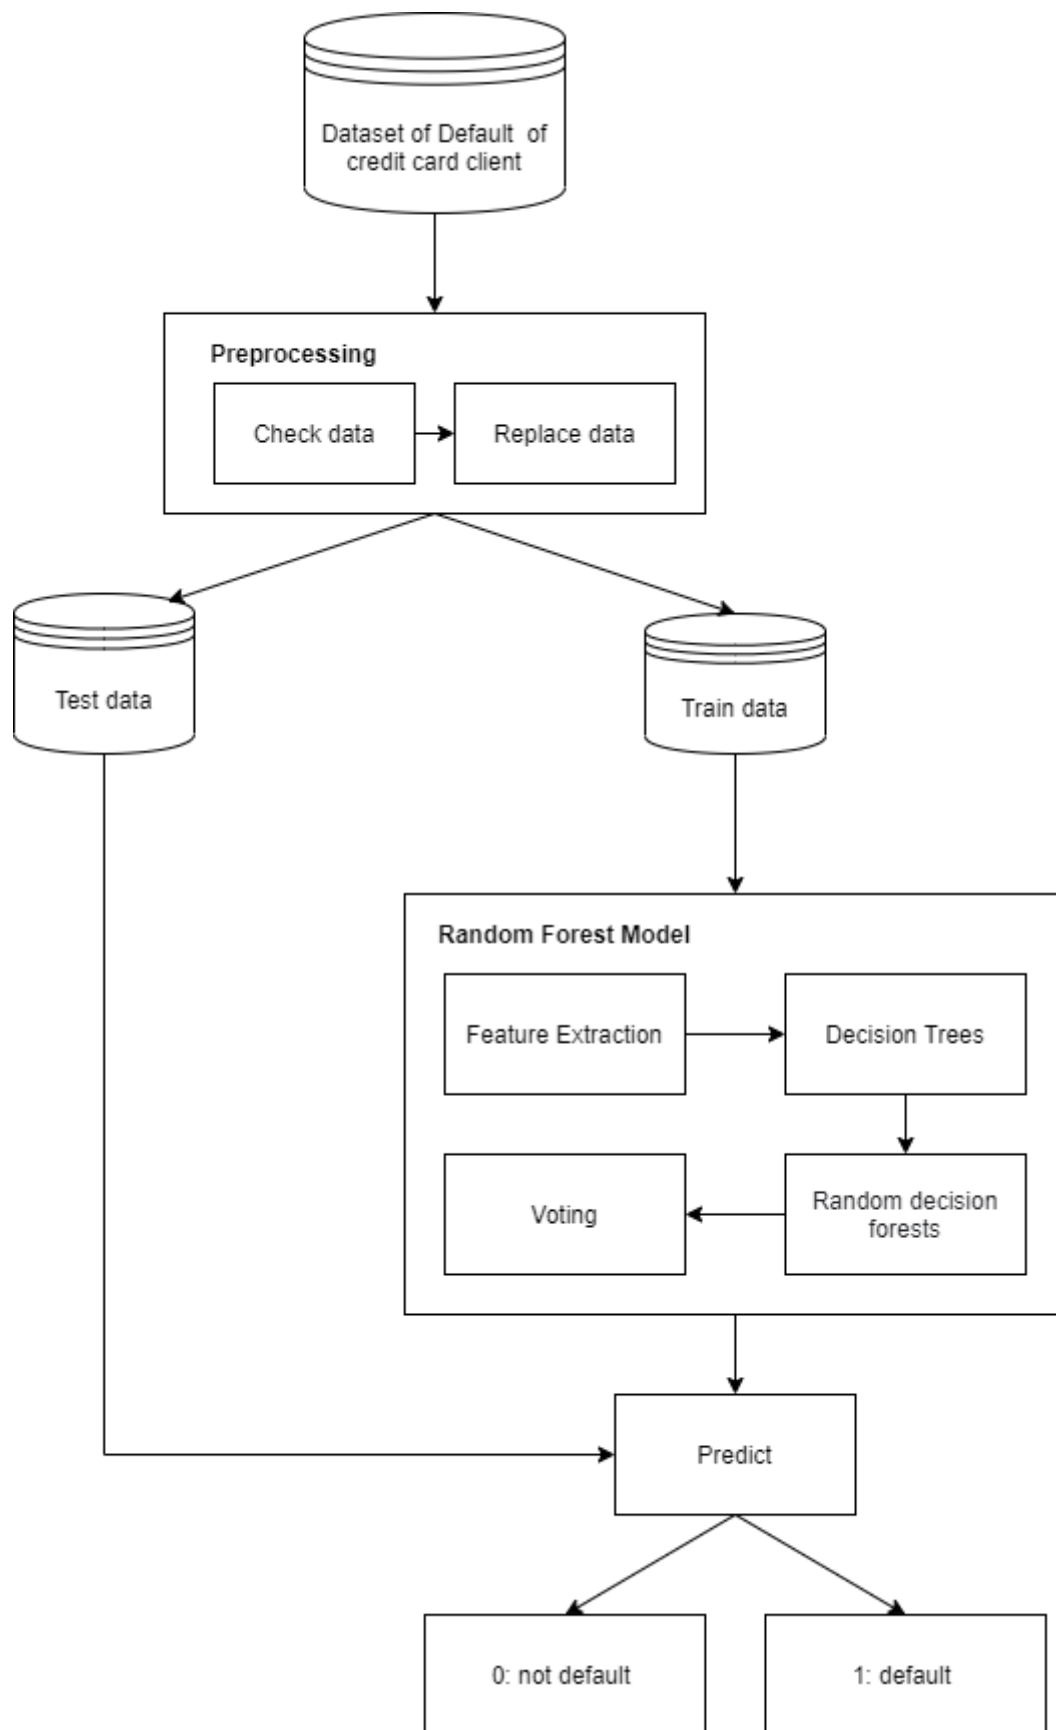 Dataset of Default of
credit card client
Preprocessing
Check data
Replace data
Test data
Train data
Random Forest Model
Feature Extraction
Decision Trees
Voting
Random decision
forests
Predict
0: not default
1: default